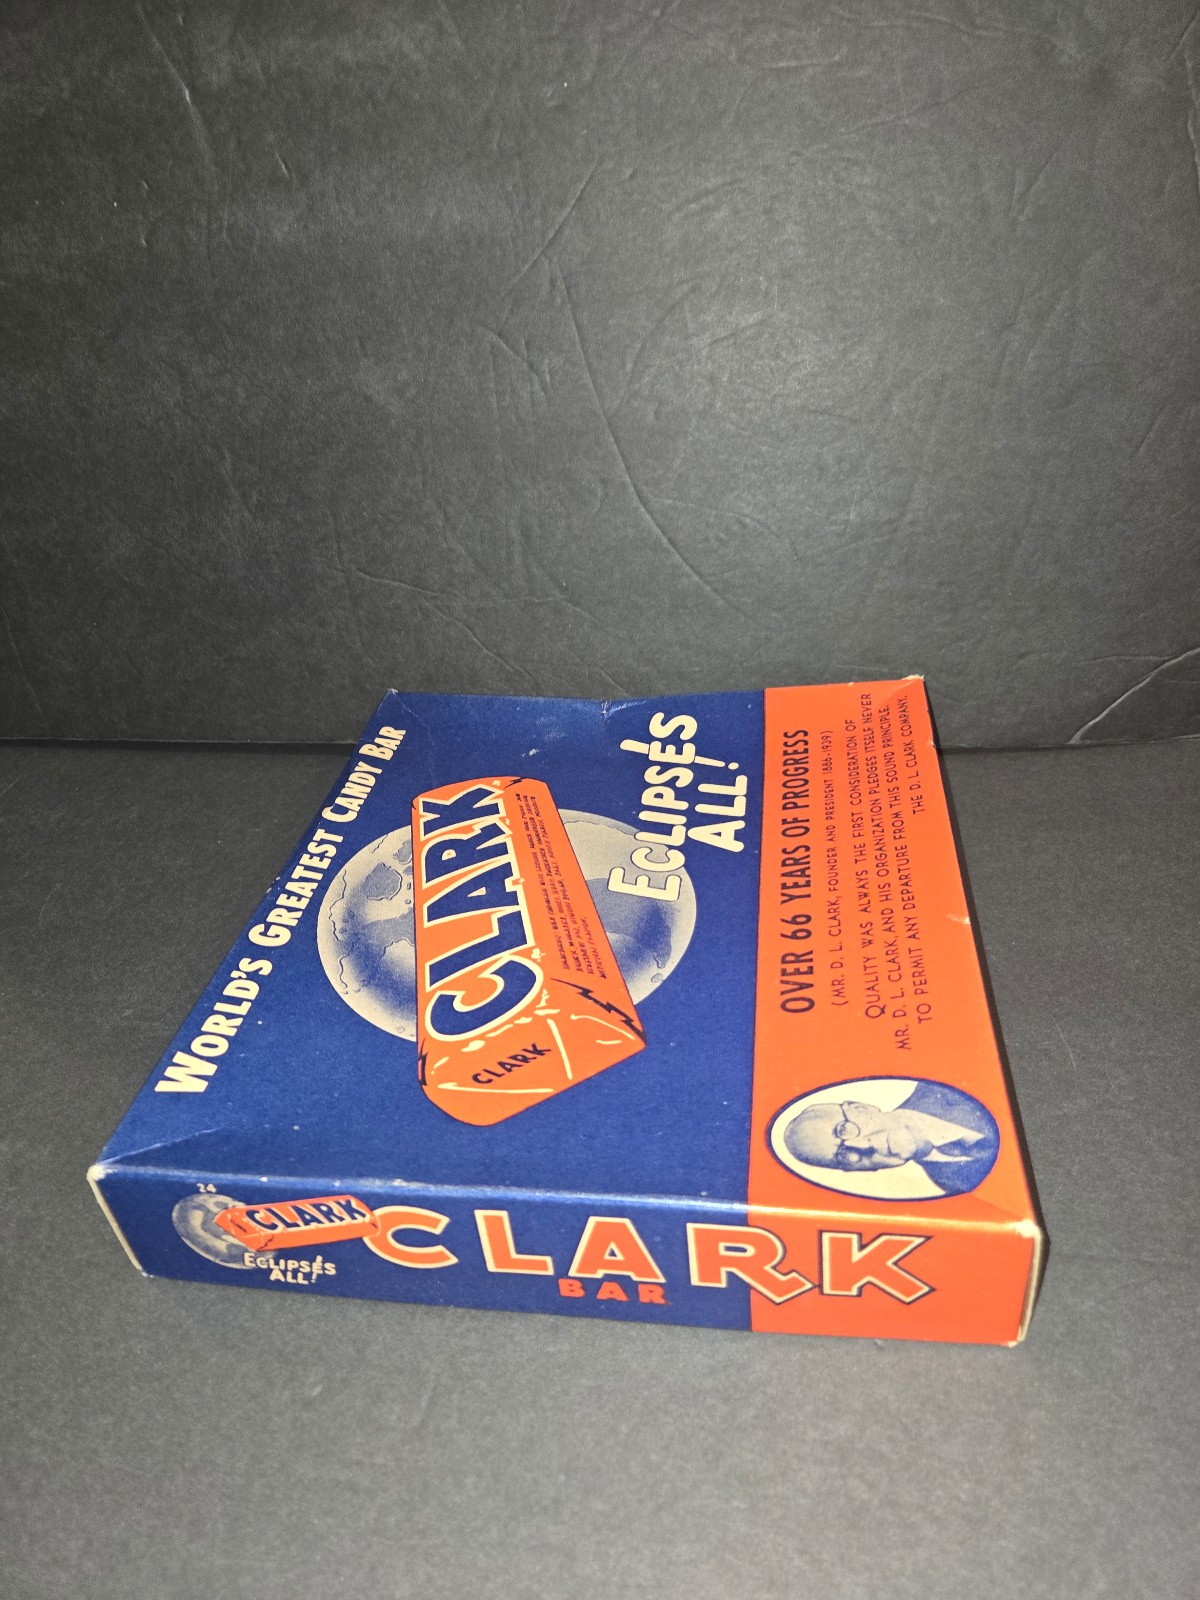 WORLD'S GREATEST CANDY BAR
CLARK
CLARK
ECLIPSES
ALL!
OVER 66 YEARS OF PROGRESS
(MR. D. L. CLARK, FOUNDER AND PRESIDENT 1886-1939)
QUALITY WAS ALWAYS THE FIRST CONSIDERATION OF
MR. D. L. CLARK, AND HIS ORGANIZATION PLEDGES ITSELF NEVER
TO PERMIT ANY DEPARTURE FROM THIS SOUND PRINCIPLE.
THE D. L. CLARK COMPANY.
24
CLARK
ECLIPSES
ALL!
CLARK
BAR